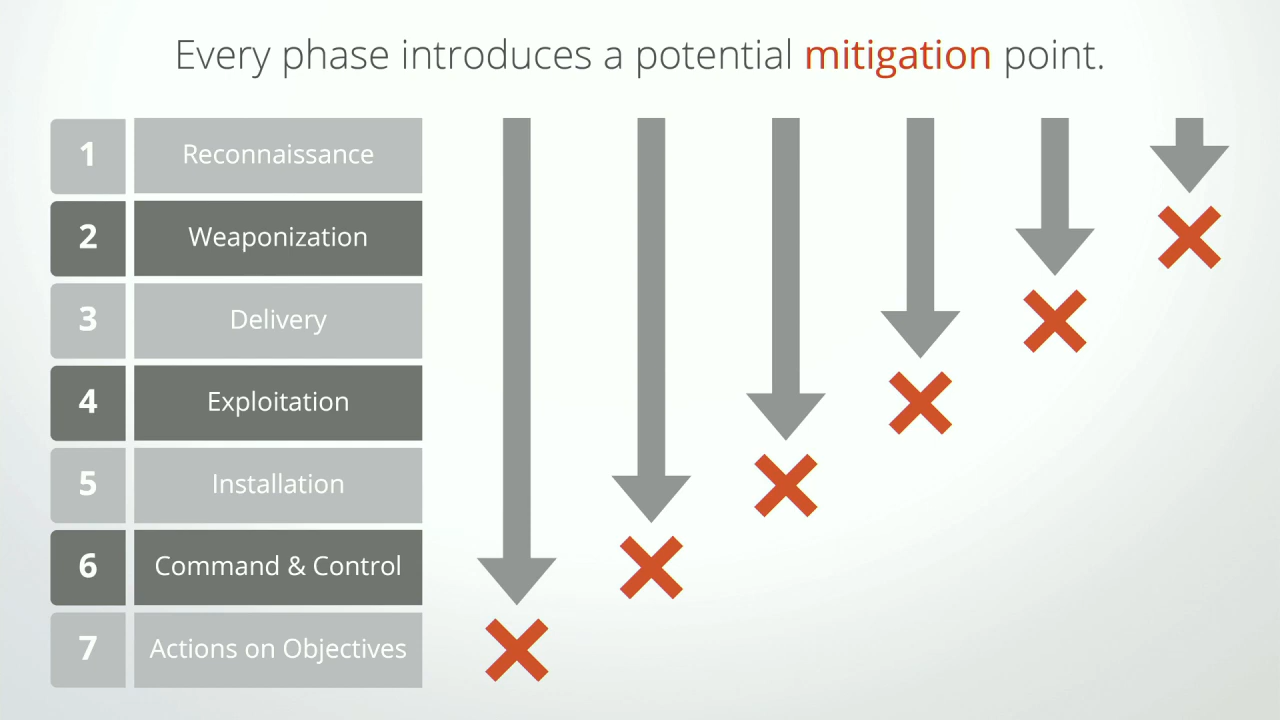 Every phase introduces a potential mitigation point.
1 Reconnaissance
2 Weaponization
3 Delivery
4 Exploitation
5 Installation
6 Command & Control
7 Actions on Objectives